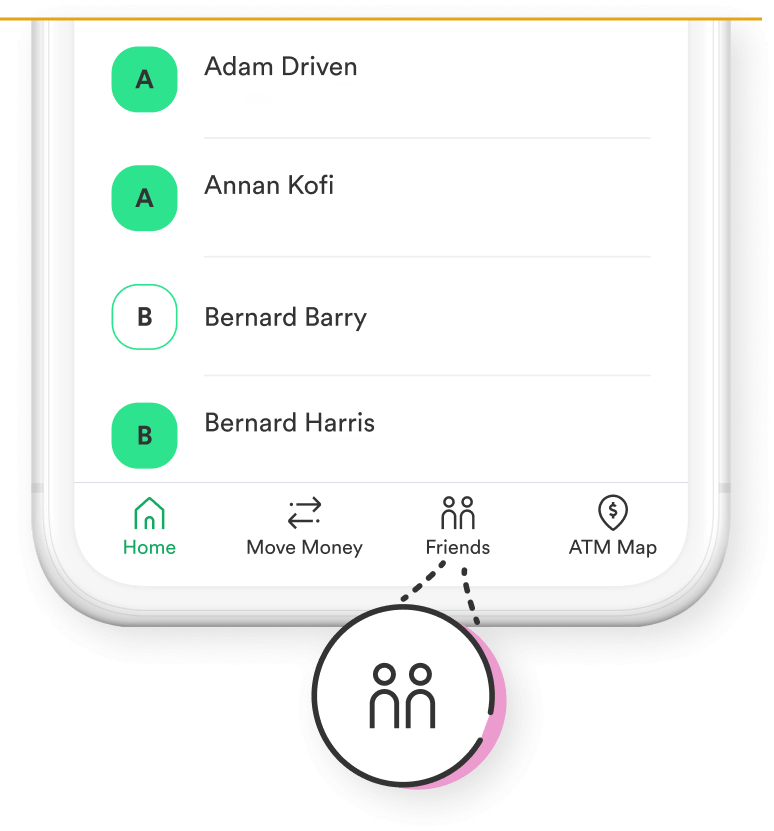 A
Adam Driven
A
Annan Kofi
B
Bernard Barry
B
Bernard Harris
$
Home
Move Money
Friends
ATM Map